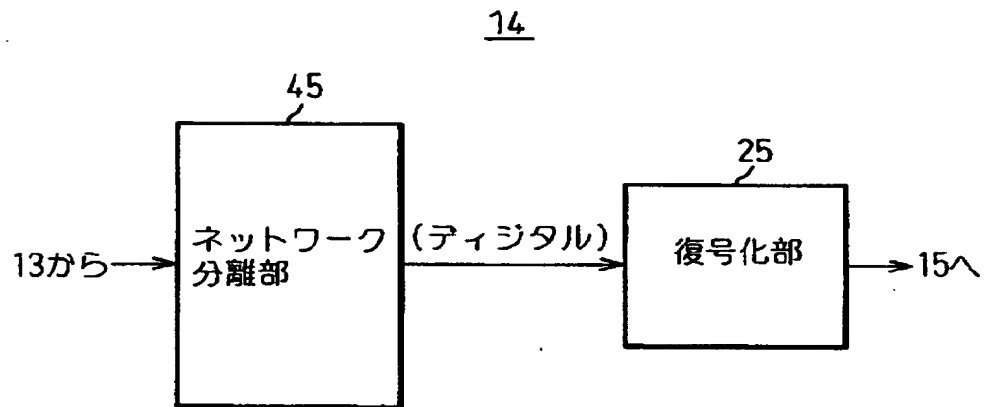 14
45
25
ネットワーク
分離部
(ディジタル)
復号化部
13から
15へ